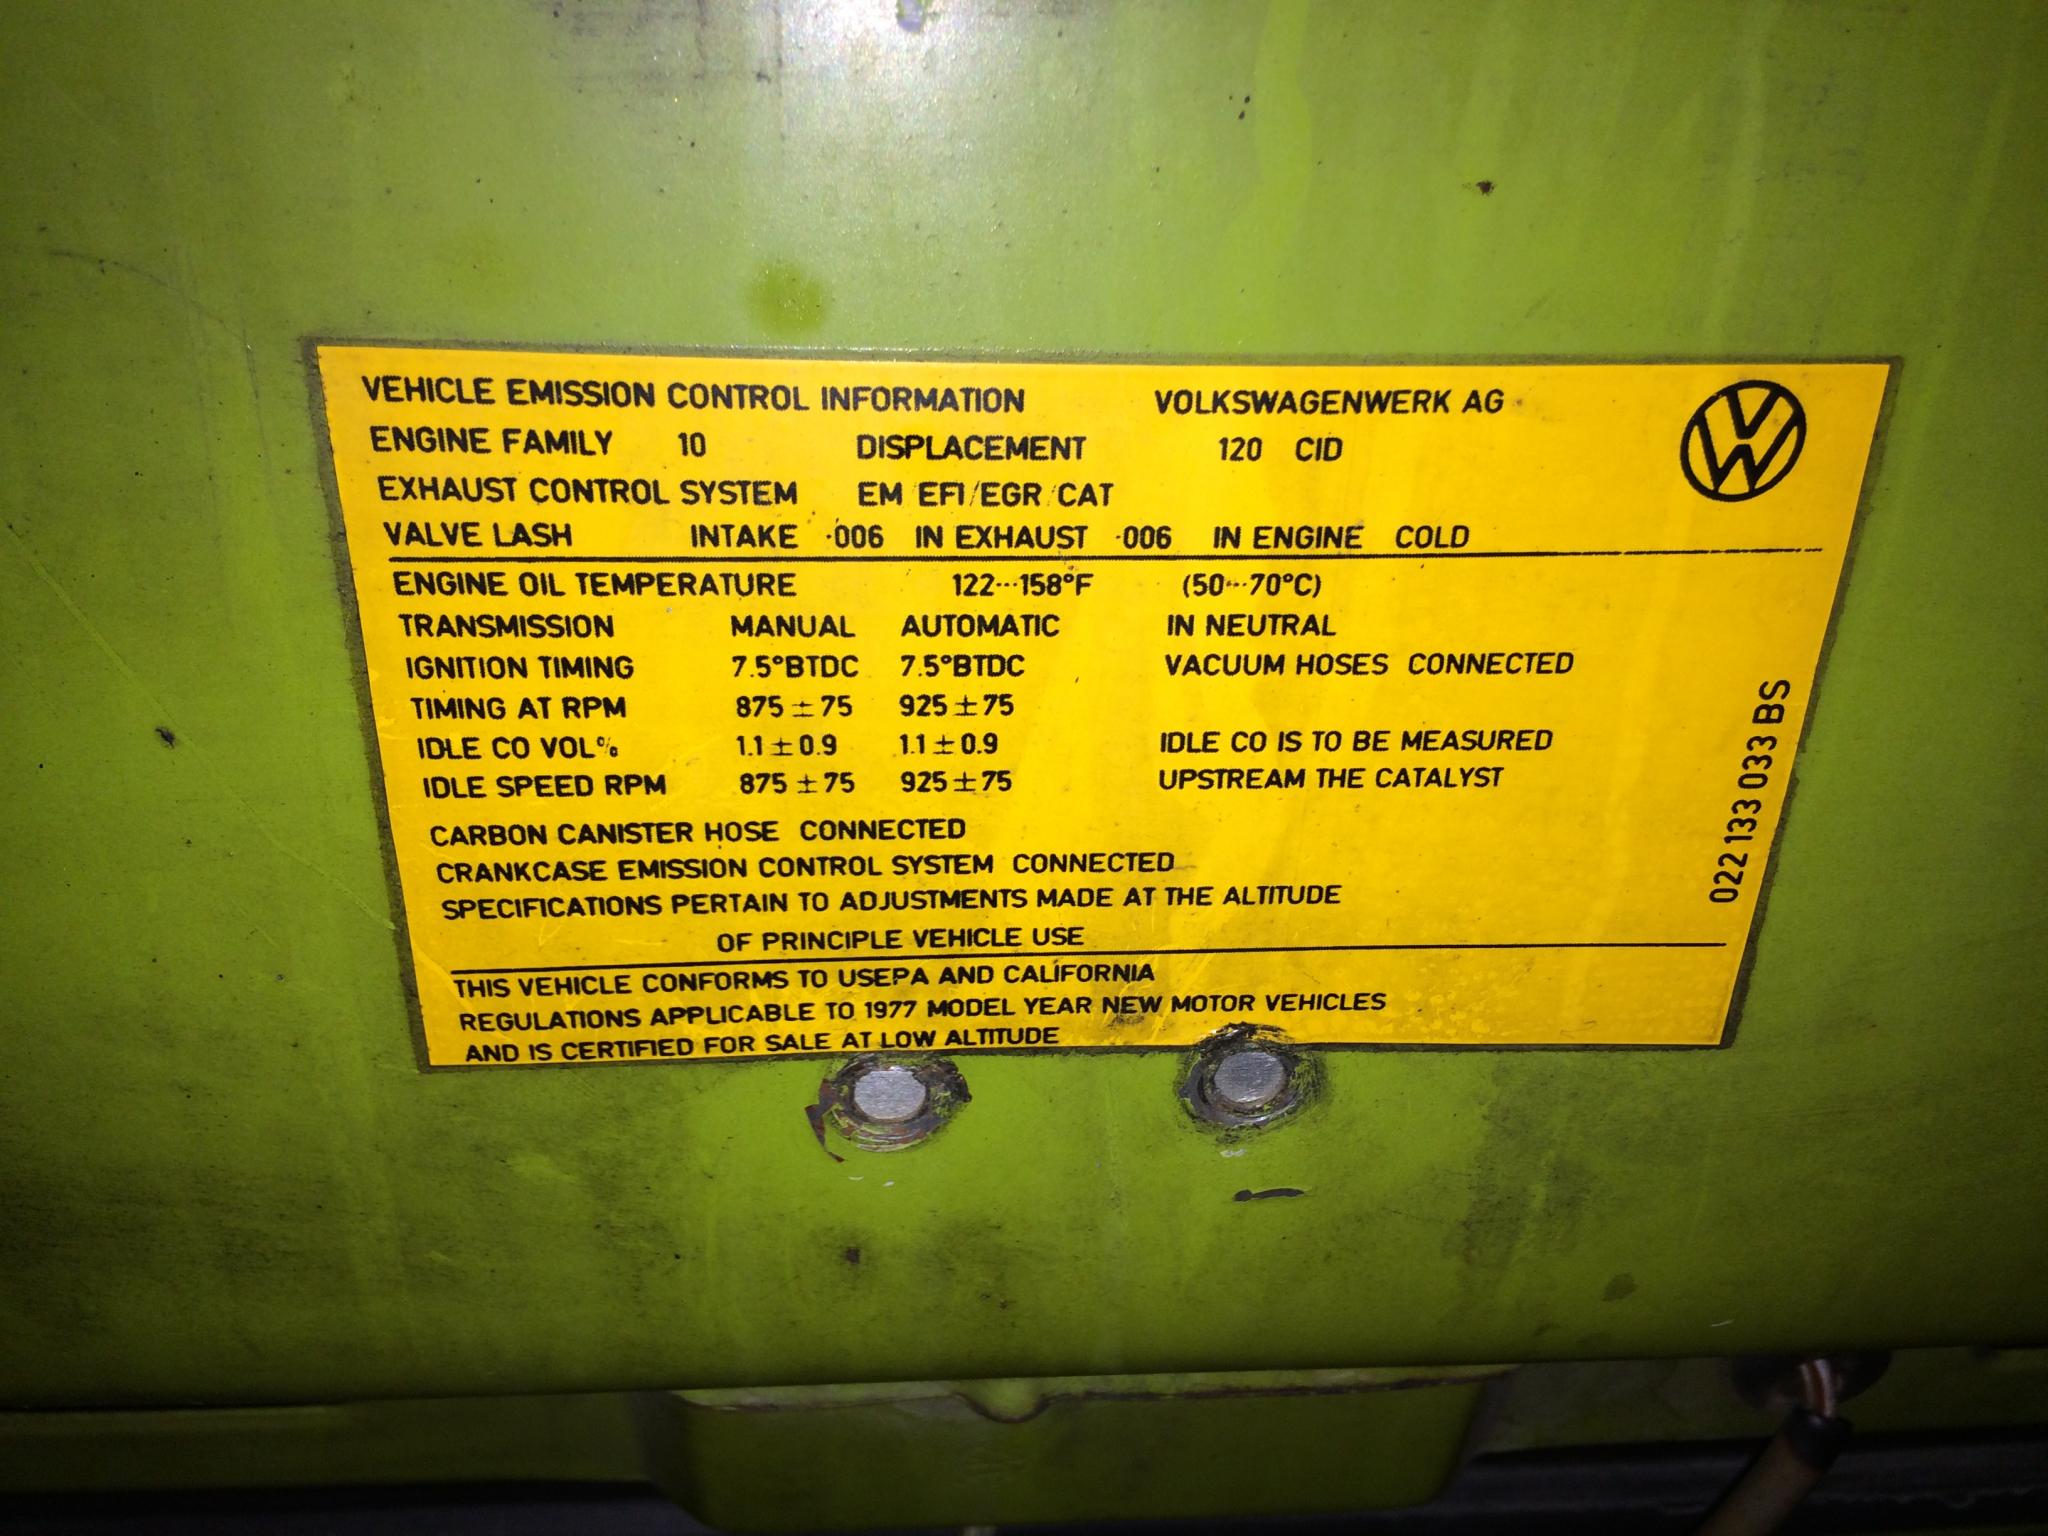 VEHICLE EMISSION CONTROL INFORMATION VOLKSWAGENWERK AG
ENGINE FAMILY 10 DISPLACEMENT 120 CID
EXHAUST CONTROL SYSTEM EM EFI/EGR/CAT
VALVE LASH INTAKE .006 IN EXHAUST .006 IN ENGINE COLD
ENGINE OIL TEMPERATURE 122...158°F (50...70°C)
TRANSMISSION MANUAL AUTOMATIC IN NEUTRAL
IGNITION TIMING 7.5°BTDC 7.5°BTDC VACUUM HOSES CONNECTED
TIMING AT RPM 875 ± 75 925 ± 75
IDLE CO VOL% 1.1 ± 0.9 1.1 ± 0.9 IDLE CO IS TO BE MEASURED
IDLE SPEED RPM 875 ± 75 925 ± 75 UPSTREAM THE CATALYST
CARBON CANISTER HOSE CONNECTED
CRANKCASE EMISSION CONTROL SYSTEM CONNECTED
SPECIFICATIONS PERTAIN TO ADJUSTMENTS MADE AT THE ALTITUDE
OF PRINCIPLE VEHICLE USE
THIS VEHICLE CONFORMS TO USEPA AND CALIFORNIA
REGULATIONS APPLICABLE TO 1977 MODEL YEAR NEW MOTOR VEHICLES
AND IS CERTIFIED FOR SALE AT LOW ALTITUDE
022 133 033 BS